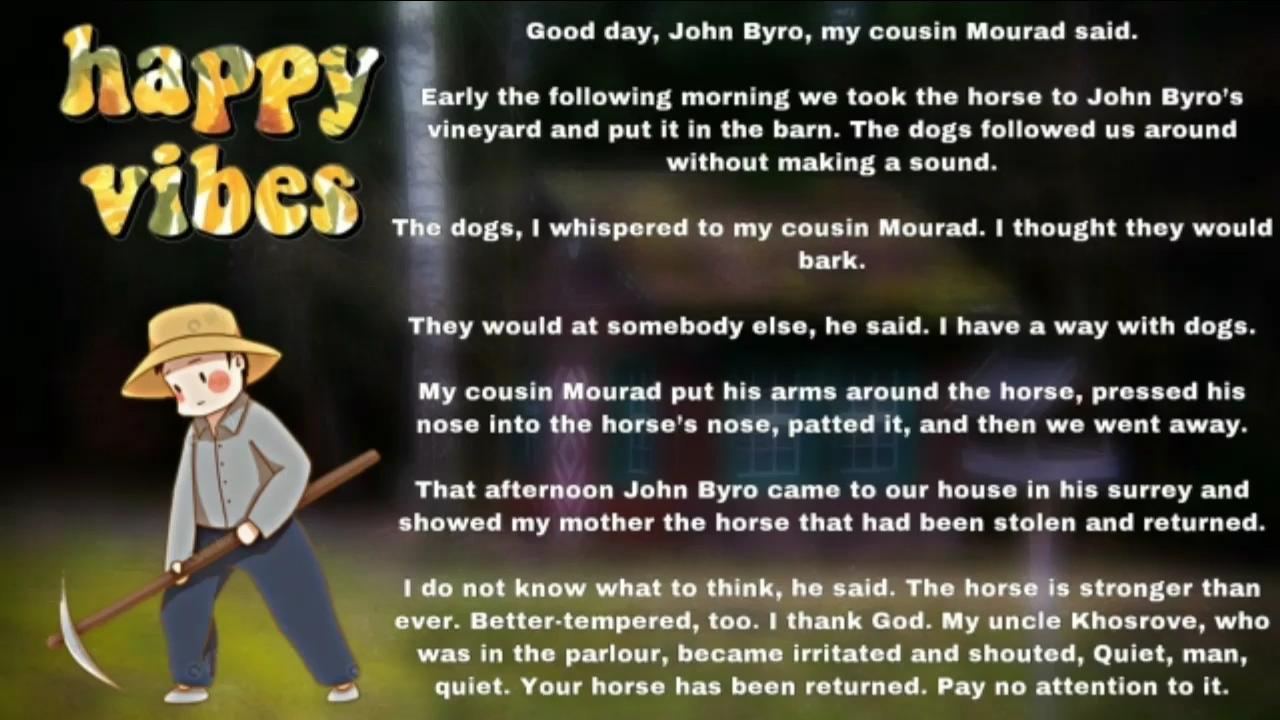 happy
vibes
Good day, John Byro, my cousin Mourad said.
Early the following morning we took the horse to John Byro's
vineyard and put it in the barn. The dogs followed us around
without making a sound.
The dogs, I whispered to my cousin Mourad. I thought they would
bark.
They would at somebody else, he said. I have a way with dogs.
My cousin Mourad put his arms around the horse, pressed his
nose into the horse's nose, patted it, and then we went away.
That afternoon John Byro came to our house in his surrey and
showed my mother the horse that had been stolen and returned.
I do not know what to think, he said. The horse is stronger than
ever. Better-tempered, too. I thank God. My uncle Khosrove, who
was in the parlour, became irritated and shouted, Quiet, man,
quiet. Your horse has been returned. Pay no attention to it.